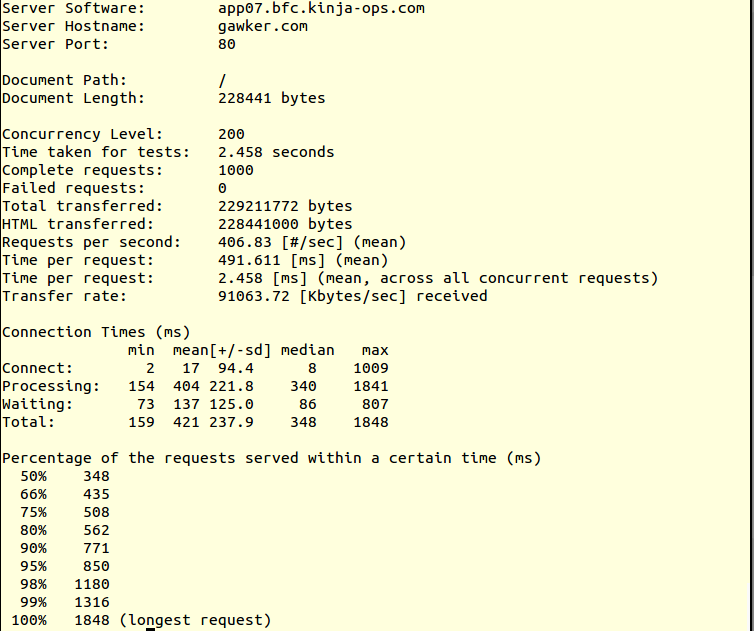 Server Software:        app07.bfc.kinja-ops.com
Server Hostname:        gawker.com
Server Port:            80

Document Path:          /
Document Length:        228441 bytes

Concurrency Level:      200
Time taken for tests:   2.458 seconds
Complete requests:      1000
Failed requests:        0
Total transferred:      229211772 bytes
HTML transferred:       228441000 bytes
Requests per second:    406.83 [#/sec] (mean)
Time per request:       491.611 [ms] (mean)
Time per request:       2.458 [ms] (mean, across all concurrent requests)
Transfer rate:          91063.72 [Kbytes/sec] received

Connection Times (ms)
              min  mean[+/-sd] median   max
Connect:        2   17  94.4      8    1009
Processing:   154  404 221.8    340    1841
Waiting:       73  137 125.0     86     807
Total:        159  421 237.9    348    1848

Percentage of the requests served within a certain time (ms)
  50%    348
  66%    435
  75%    508
  80%    562
  90%    771
  95%    850
  98%   1180
  99%   1316
 100%   1848 (longest request)